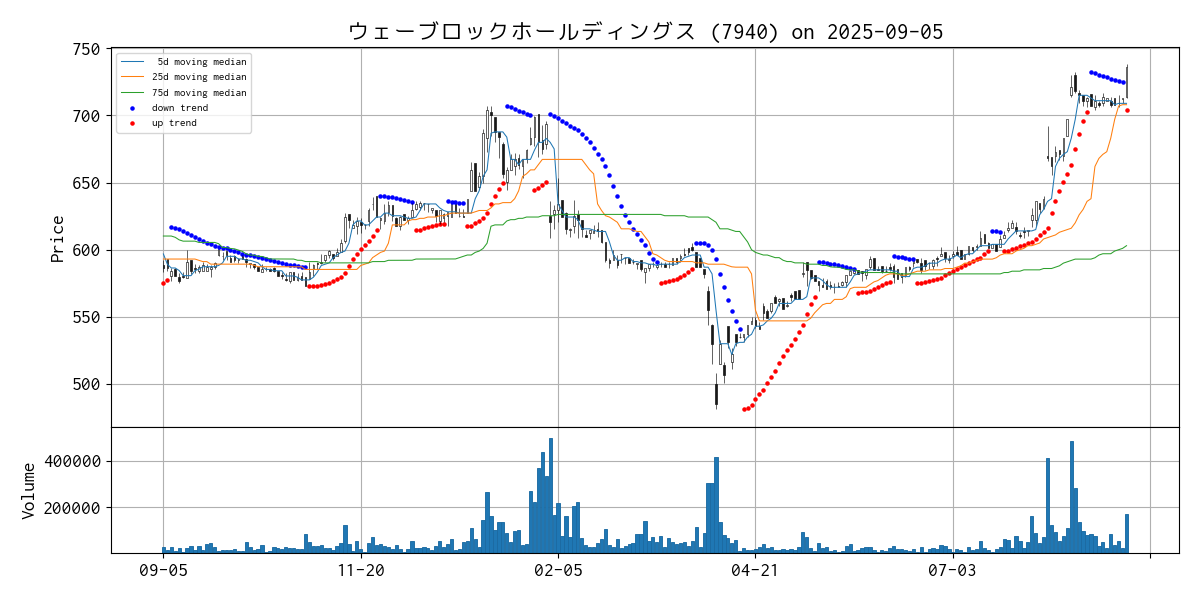 ウェーブロックホールディングス (7940) on 2025-09-05
Price
750
700
650
600
550
500
5d moving median
25d moving median
75d moving median
down trend
up trend
Volume
400000
200000
09-05
11-20
02-05
04-21
07-03